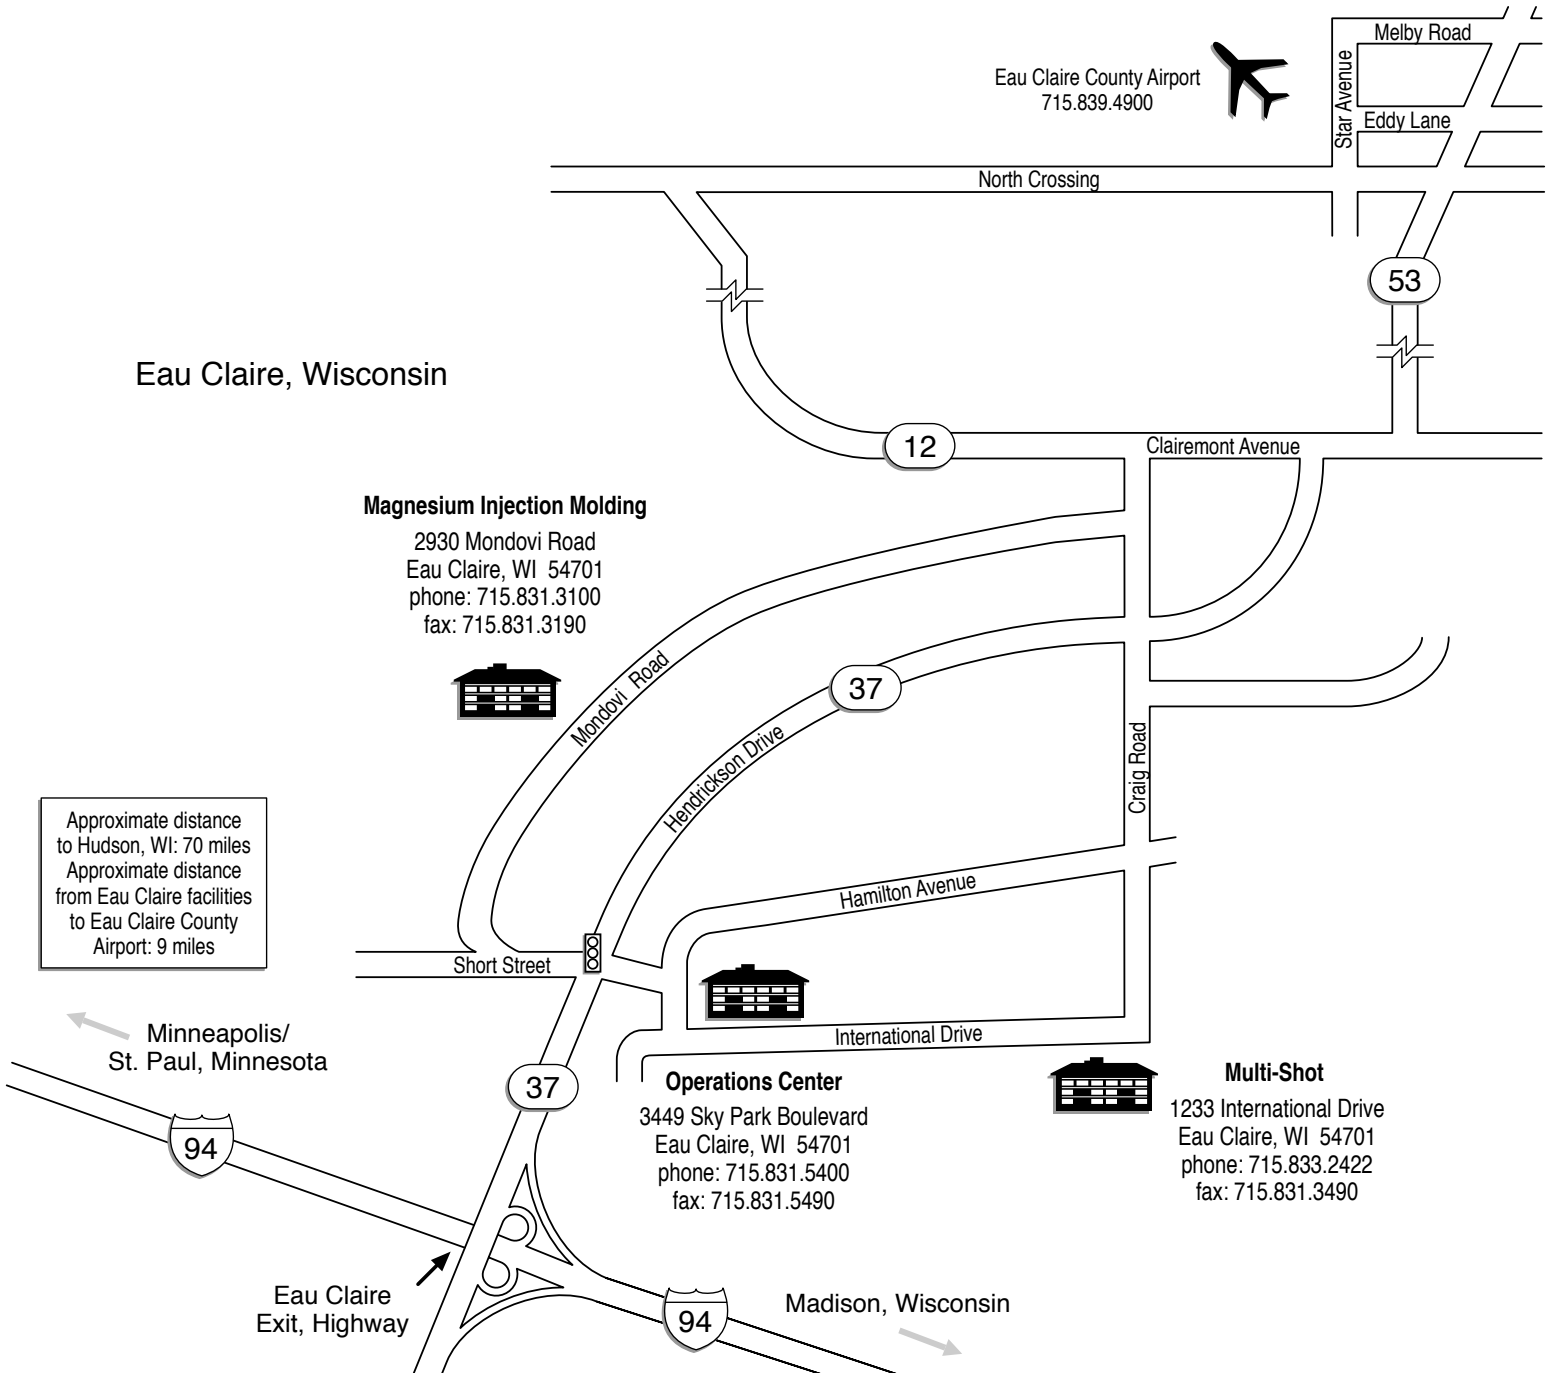 Melby Road
Star Avenue
Eddy Lane
Eau Claire County Airport
715.839.4900
North Crossing
53
Eau Claire, Wisconsin
12
Clairemont Avenue
Magnesium Injection Molding
2930 Mondovi Road
Eau Claire, WI 54701
phone: 715.831.3100
fax: 715.831.3190
Mondovi Road
37
Hendrickson Drive
Craig Road
Approximate distance
to Hudson, WI: 70 miles
Approximate distance
from Eau Claire facilities
to Eau Claire County
Airport: 9 miles
Hamilton Avenue
Short Street
International Drive
Minneapolis/
St. Paul, Minnesota
37
Operations Center
3449 Sky Park Boulevard
Eau Claire, WI 54701
phone: 715.831.5400
fax: 715.831.5490
Multi-Shot
1233 International Drive
Eau Claire, WI 54701
phone: 715.833.2422
fax: 715.831.3490
94
Eau Claire
Exit, Highway
94
Madison, Wisconsin